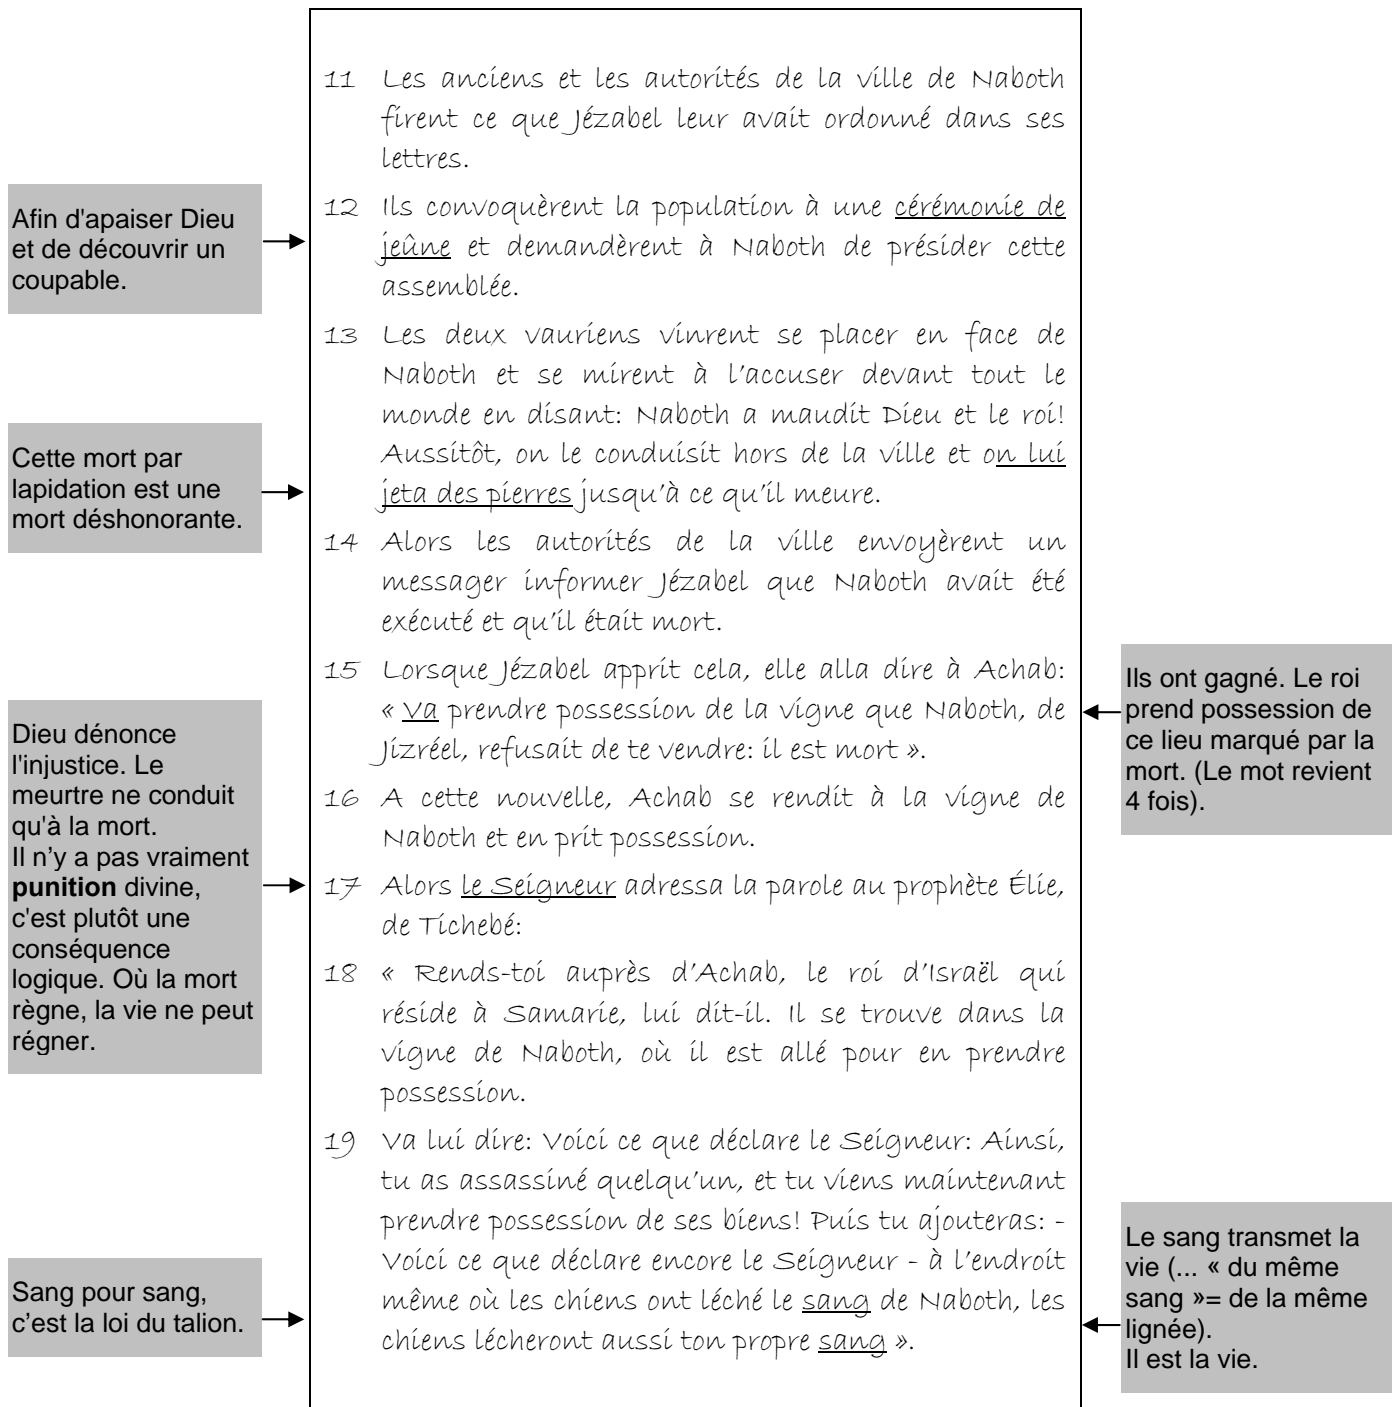 11 Les anciens et les autorités de la ville de Naboth
firent ce que Jézabel leur avait ordonné dans ses
lettres.
Afin d'apaiser Dieu
et de découvrir un
coupable.
12 Ils convoquèrent la population à une cérémonie de
jeûne et demandèrent à Naboth de présider cette
assemblée.
13 Les deux vauriens vinrent se placer en face de
Naboth et se mirent à l'accuser devant tout le
monde en disant: Naboth a maudit Dieu et le roi!
Aussitôt, on le conduisit hors de la ville et on lui
jeta des pierres jusqu'à ce qu'il meure.
Cette mort par
lapidation est une
mort déshonorante.
14 Alors les autorités de la ville envoyèrent un
messager informer Jézabel que Naboth avait été
exécuté et qu'il était mort.
15 Lorsque Jézabel apprit cela, elle alla dire à Achab:
« Va prendre possession de la vigne que Naboth, de
Jizréel, refusait de te vendre: il est mort ».
Ils ont gagné. Le roi
prend possession de
ce lieu marqué par la
mort. (Le mot revient
4 fois).
16 A cette nouvelle, Achab se rendit à la vigne de
Naboth et en prit possession.
Dieu dénonce
l'injustice. Le
meurtre ne conduit
qu'à la mort.
Il n'y a pas vraiment
punition divine,
c'est plutôt une
conséquence
logique. Où la mort
règne, la vie ne peut
régner.
17 Alors le Seigneur adressa la parole au prophète Élie,
de Tichebé:
18 « Rends-toi auprès d'Achab, le roi d'Israël qui
réside à Samarie, lui dit-il. Il se trouve dans la
vigne de Naboth, où il est allé pour en prendre
possession.
19 Va lui dire: Voici ce que déclare le Seigneur: Ainsi,
tu as assassiné quelqu'un, et tu viens maintenant
prendre possession de ses biens! Puis tu ajouteras: -
Voici ce que déclare encore le Seigneur - à l'endroit
même où les chiens ont léché le sang de Naboth, les
chiens lécheront aussi ton propre sang ».
Sang pour sang,
c'est la loi du talion.
Le sang transmet la
vie (... « du même
sang »= de la même
lignée).
Il est la vie.